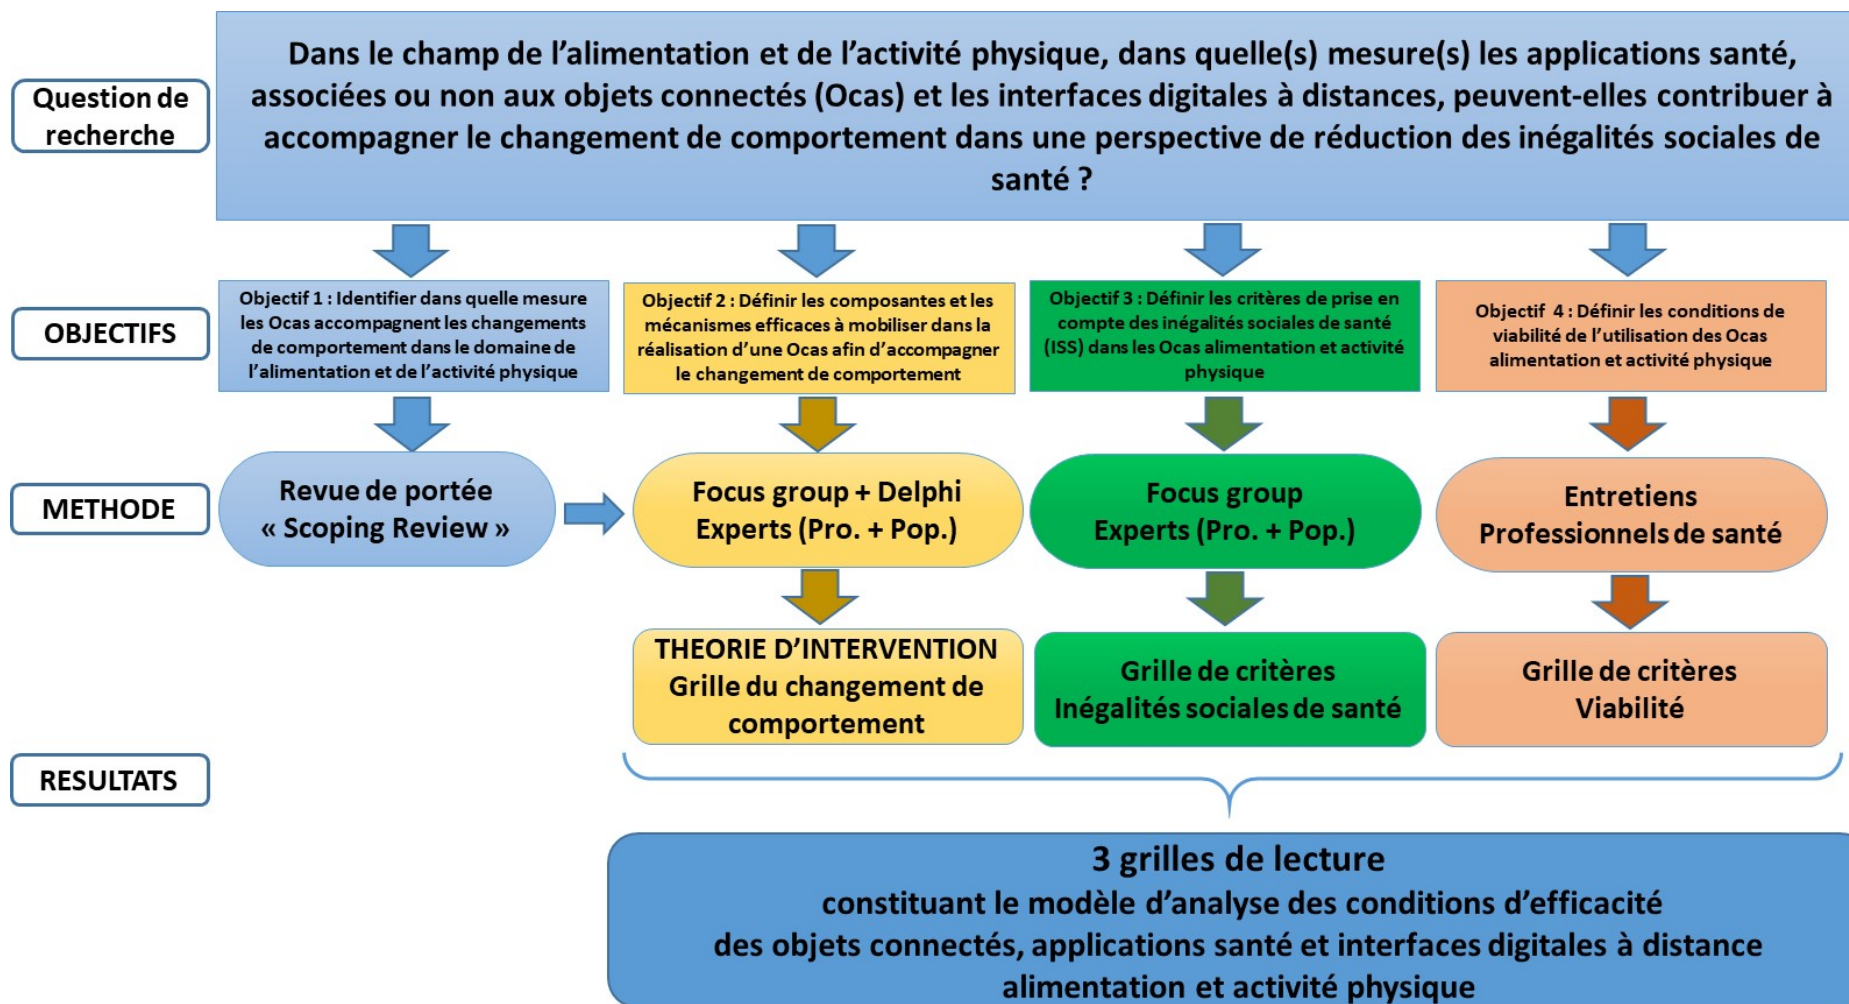 Question de
recherche
Dans le champ de l’alimentation et de l’activité physique, dans quelle(s) mesure(s) les applications santé,
associées ou non aux objets connectés (Ocas) et les interfaces digitales à distances, peuvent-elles contribuer à
accompagner le changement de comportement dans une perspective de réduction des inégalités sociales de
santé ?
OBJECTIFS
Objectif 1 : Identifier dans quelle mesure
les Ocas accompagnent les changements
de comportement dans le domaine de
l’alimentation et de l’activité physique
Objectif 2 : Définir les composantes et les
mécanismes efficaces à mobiliser dans la
réalisation d’une Ocas afin d’accompagner
le changement de comportement
Objectif 3 : Définir les critères de prise en
compte des inégalités sociales de santé
(ISS) dans les Ocas alimentation et activité
physique
Objectif 4 : Définir les conditions de
viabilité de l’utilisation des Ocas
alimentation et activité physique
METHODE
Revue de portée
« Scoping Review »
Focus group + Delphi
Experts (Pro. + Pop.)
Focus group
Experts (Pro. + Pop.)
Entretiens
Professionnels de santé
THEORIE D’INTERVENTION
Grille du changement de
comportement
Grille de critères
Inégalités sociales de santé
Grille de critères
Viabilité
RESULTATS
3 grilles de lecture
constituant le modèle d’analyse des conditions d’efficacité
des objets connectés, applications santé et interfaces digitales à distance
alimentation et activité physique